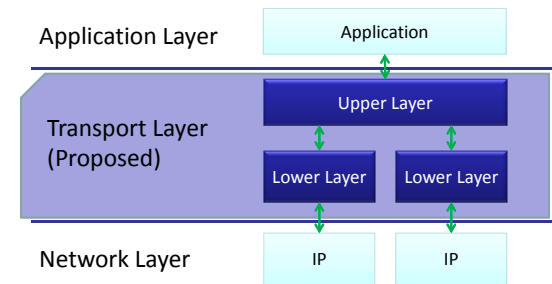 Application Layer
Application
Upper Layer
Transport Layer
(Proposed)
Lower Layer
Lower Layer
Network Layer
IP
IP